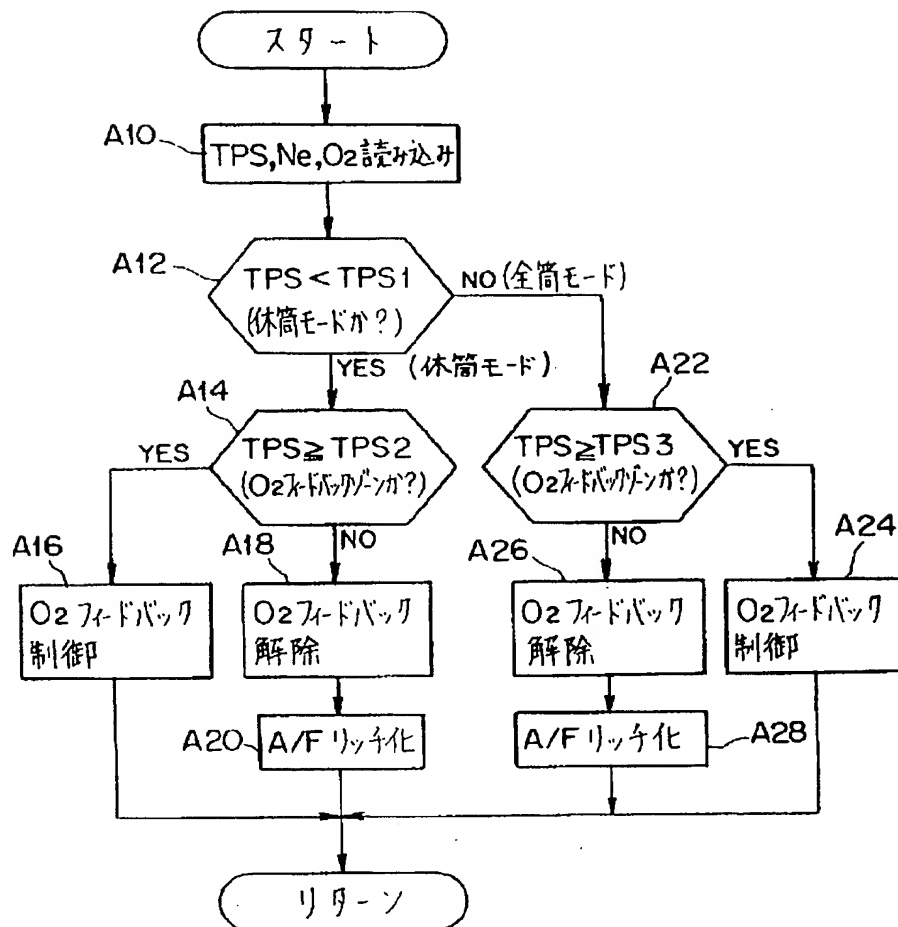 スタート
A10
TPS,Ne,O2読み込み
A12
TPS<TPS1
(休筒モードか?)
NO(全筒モード)
YES (休筒モード)
A14
TPS≧TPS2
(O2フィードバックゾーンか?)
YES
NO
A22
TPS≧TPS3
(O2フィードバックゾーンか?)
YES
NO
A16
O2フィードバック
制御
A18
O2フィードバック
解除
A26
O2フィードバック
解除
A24
O2フィードバック
制御
A20
A/Fリッチ化
A/Fリッチ化
A28
リターン